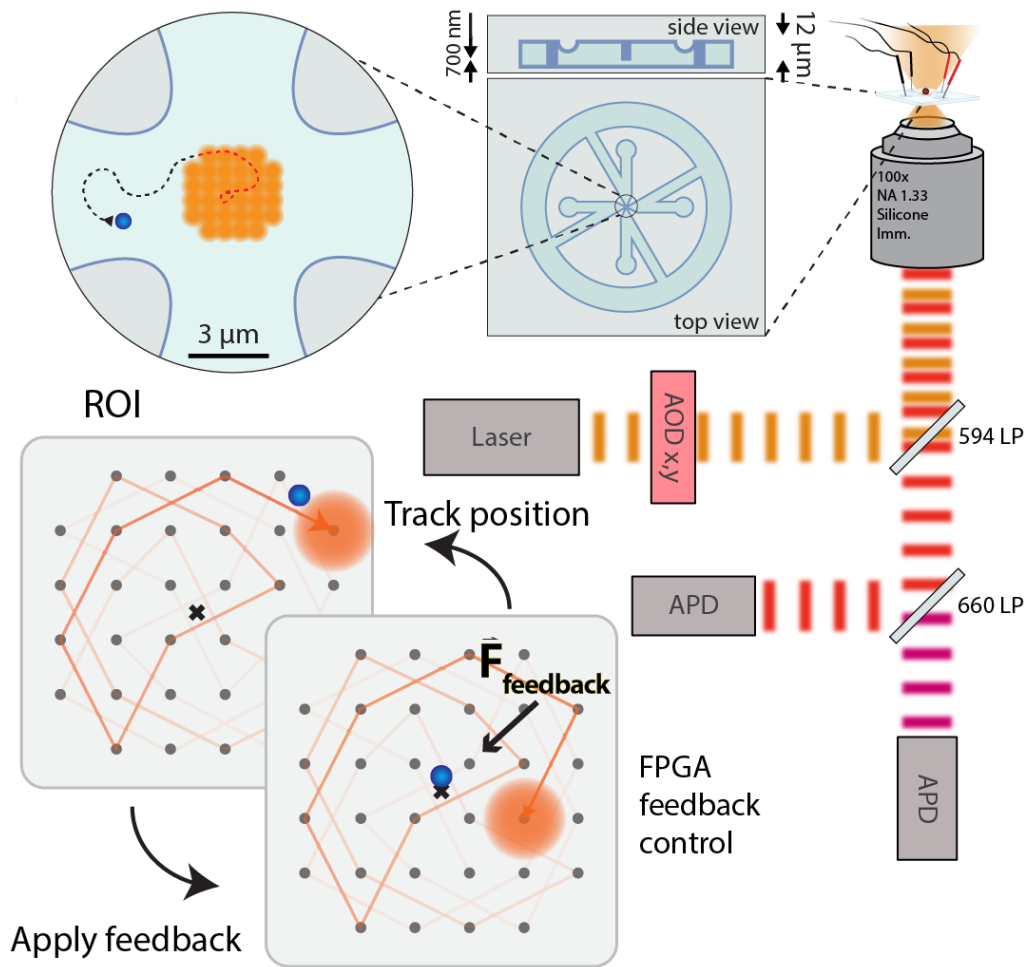 side view
700 nm
12 μm
top view
100x
NA 1.33
Silicone
Imm.
3 μm
ROI
Laser
AOD x,y
594 LP
Track position
APD
660 LP
F
feedback
FPGA
feedback
control
APD
Apply feedback